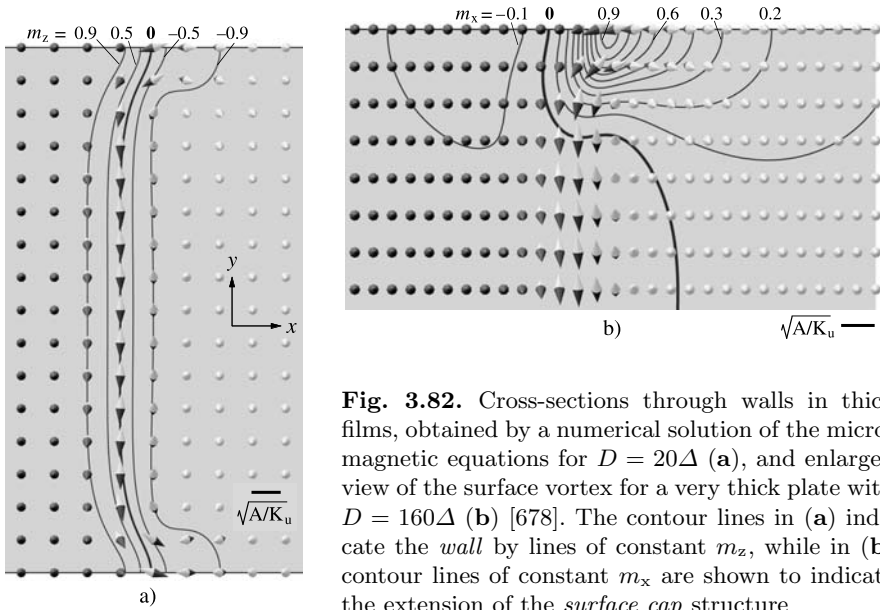 m_z = 0.9 0.5 0 –0.5 –0.9
y
x
√A/K_u
a)
m_x = –0.1 0 0.9 0.6 0.3 0.2
b)
√A/K_u
Fig. 3.82. Cross-sections through walls in thic
films, obtained by a numerical solution of the micro
magnetic equations for D = 20Δ (a), and enlarge
view of the surface vortex for a very thick plate wit
D = 160Δ (b) [678]. The contour lines in (a) indi
cate the wall by lines of constant m_z, while in (b
contour lines of constant m_x are shown to indicat
the extension of the surface cap structure